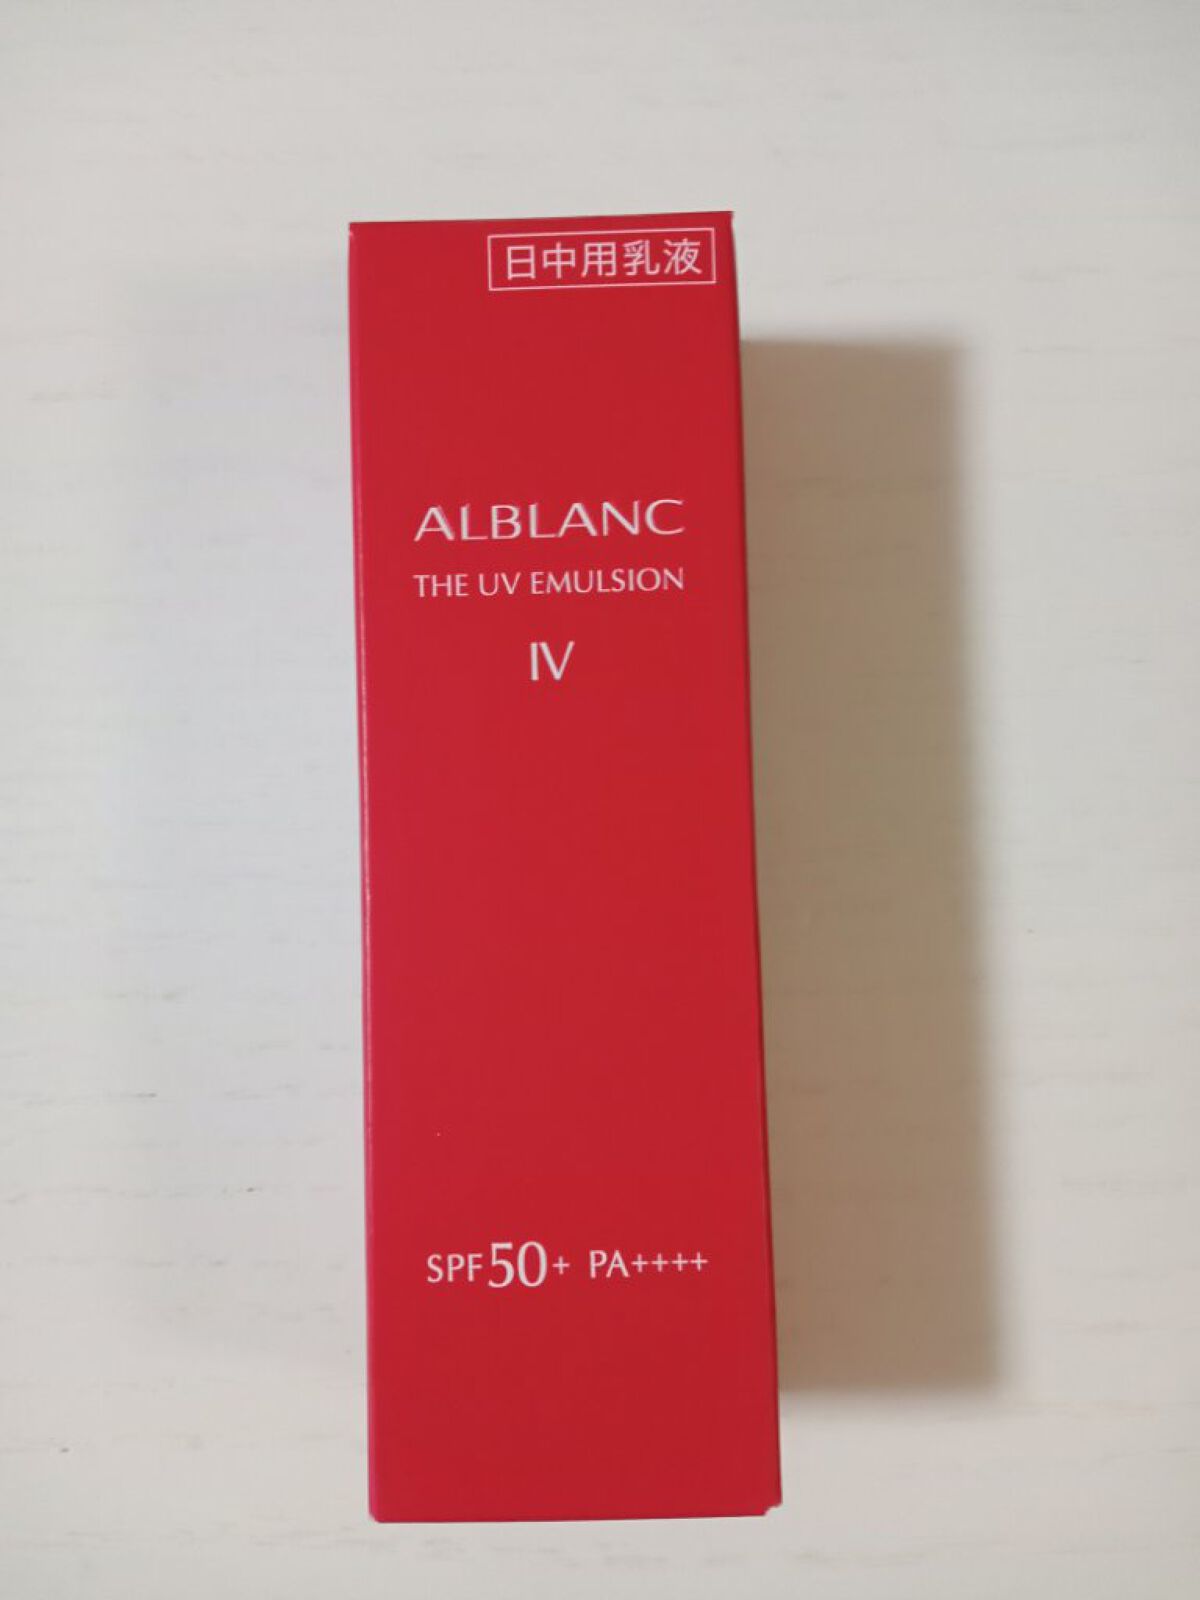 日中用乳液
ALBLANC
THE UV EMULSION
IV
SPF50+ PA++++